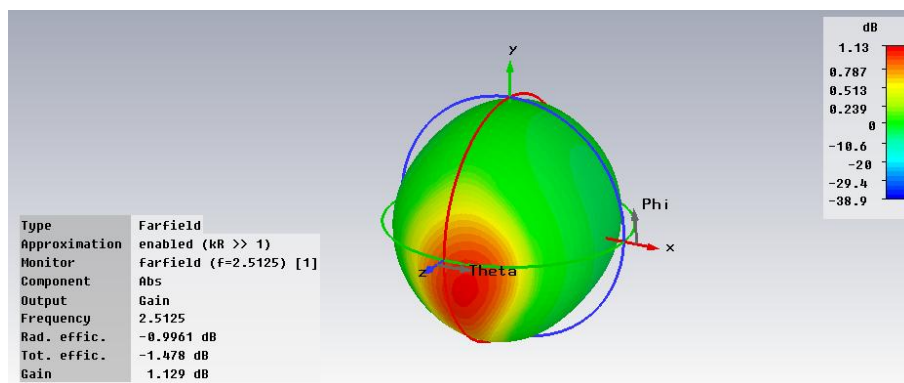 dB
1.13
0.787
0.513
0.239
0
-10.6
-20
-29.4
-38.9
y
Phi
x
z
Theta
Type Farfield
Approximation enabled (kR >> 1)
Monitor farfield (f=2.5125) [1]
Component Abs
Output Gain
Frequency 2.5125
Rad. effic. -0.9961 dB
Tot. effic. -1.478 dB
Gain 1.129 dB